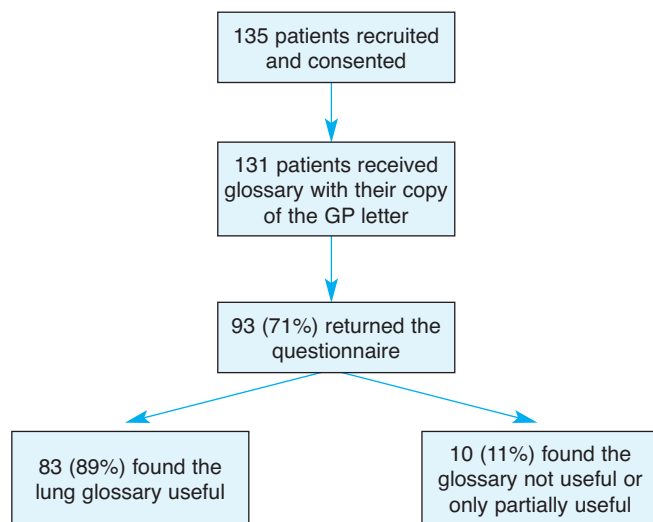 135 patients recruited
and consented
131 patients received
glossary with their copy
of the GP letter
93 (71%) returned the
questionnaire
83 (89%) found the
lung glossary useful
10 (11%) found the
glossary not useful or
only partially useful